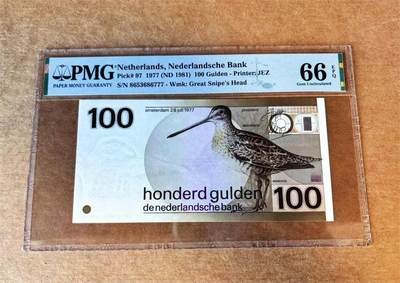 PMG
PAPER MONEY GUARANTY
Netherlands, Nederlandsche Bank
Pick# 97 1977 (ND 1981) 100 Gulden - Printer: JEZ
S/N 8653686777 - Wmk: Great Snipe's Head
66 EPQ
Gem Uncirculated
100
amsterdam 28 juli 1977
honderd gulden
de nederlandsche bank
100